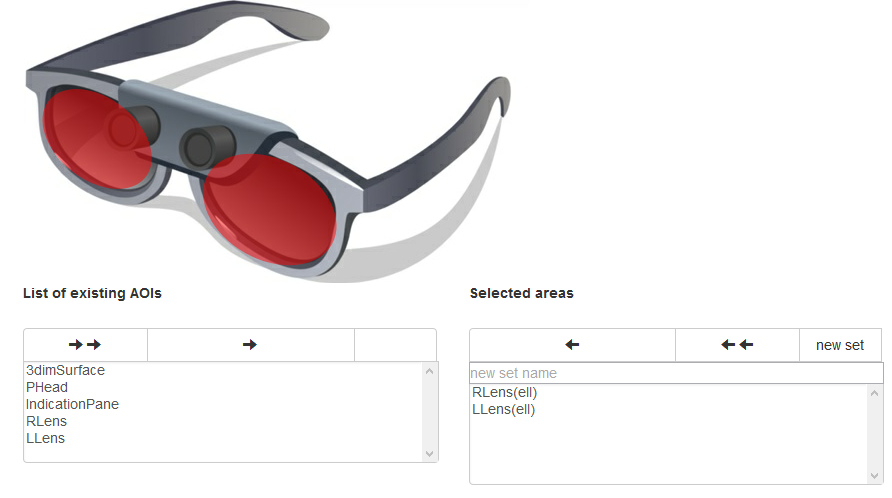 List of existing AOIs
Selected areas
new set
new set name
3dimSurface
PHead
IndicationPane
RLens
LLens
RLens(ell)
LLens(ell)